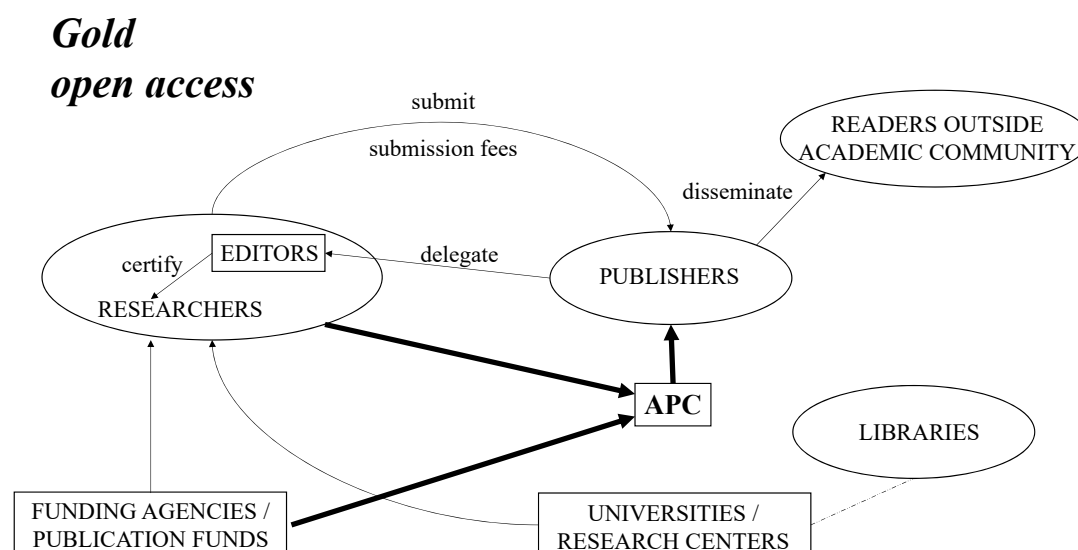 Gold
open access
submit
submission fees
READERS OUTSIDE
ACADEMIC COMMUNITY
disseminate
EDITORS
delegate
certify
PUBLISHERS
RESEARCHERS
APC
LIBRARIES
FUNDING AGENCIES /
PUBLICATION FUNDS
UNIVERSITIES /
RESEARCH CENTERS